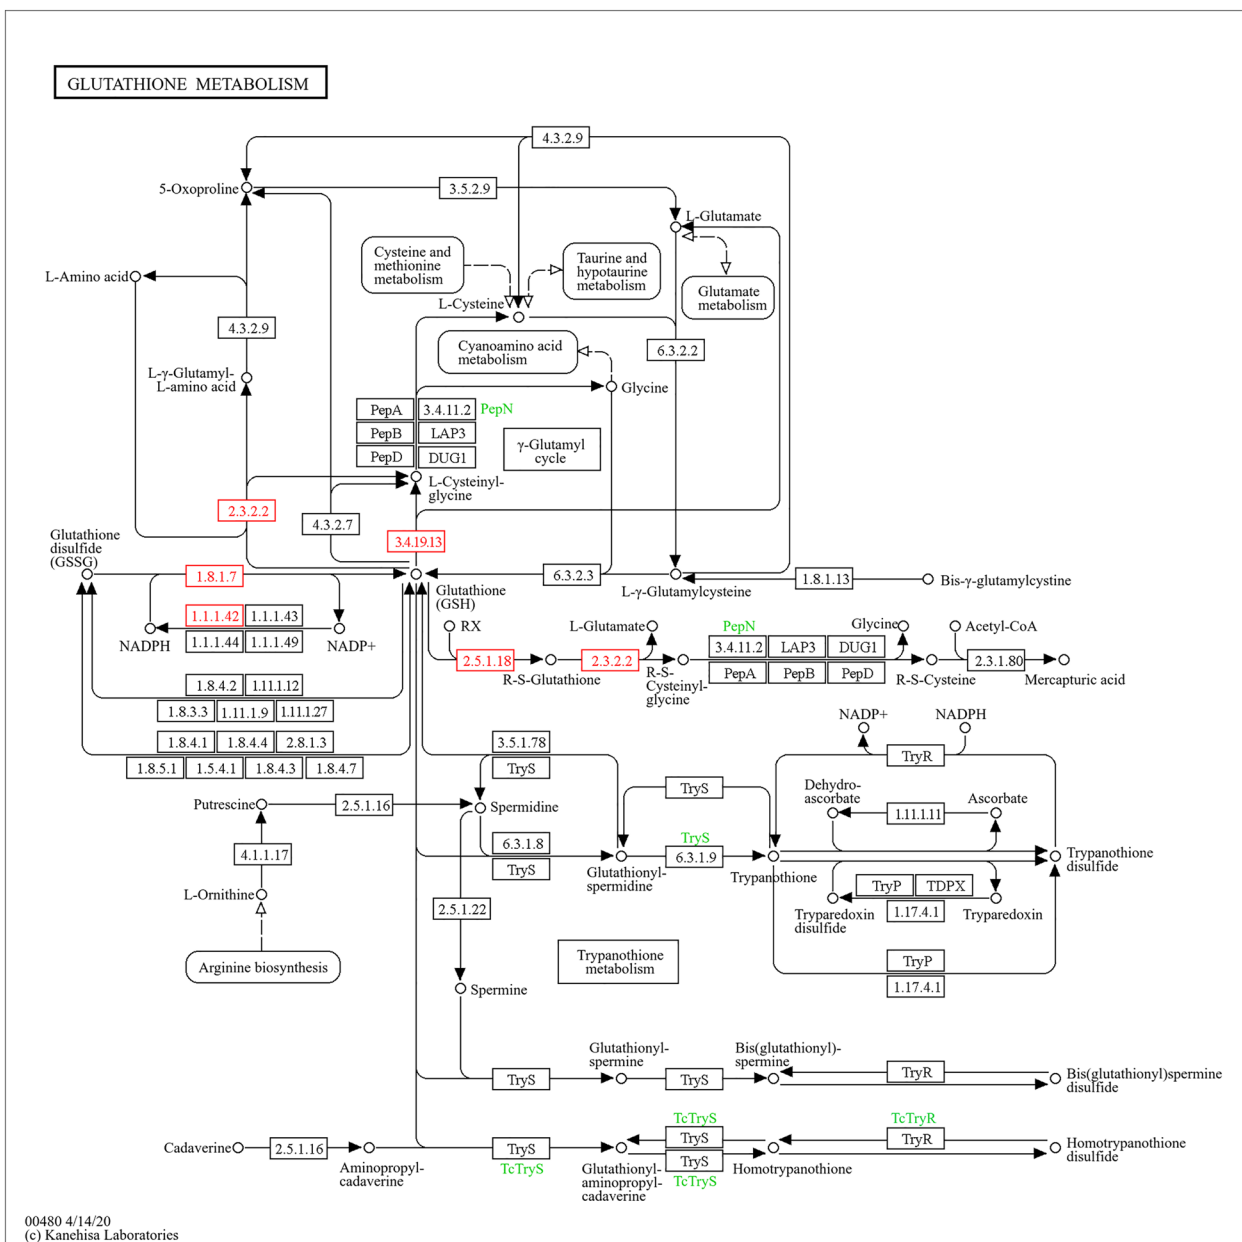 GLUTATHIONE METABOLISM
4.3.2.9
5-Oxoproline
3.5.2.9
L-Glutamate
Cysteine and
methionine
metabolism
Taurine and
hypotaurine
metabolism
L-Amino acid
Glutamate
metabolism
L-Cysteine
4.3.2.9
Cyanoamino acid
metabolism
6.3.2.2
L-γ-Glutamyl-
L-amino acid
Glycine
PepA
3.4.11.2
PepN
PepB
LAP3
PepD
DUG1
γ-Glutamyl
cycle
L-Cysteinyl-
glycine
2.3.2.2
4.3.2.7
3.4.19.13
Glutathione
disulfide
(GSSG)
1.8.1.7
6.3.2.3
1.8.1.13
Glutathione
(GSH)
L-γ-Glutamylcysteine
Bis-γ-glutamylcystine
1.1.1.42
1.1.1.43
1.1.1.44
1.1.1.49
NADPH
NADP+
RX
L-Glutamate
PepN
Glycine
Acetyl-CoA
2.5.1.18
2.3.2.2
3.4.11.2
LAP3
DUG1
2.3.1.80
PepA
PepB
PepD
R-S-Glutathione
R-S-
Cysteinyl-
glycine
R-S-Cysteine
Mercapturic acid
1.8.4.2
1.11.1.12
1.8.3.3
1.11.1.9
1.11.1.27
1.8.4.1
1.8.4.4
2.8.1.3
1.8.5.1
1.5.4.1
1.8.4.3
1.8.4.7
NADP+
NADPH
3.5.1.78
TryS
TryR
Putrescine
2.5.1.16
Spermidine
TryS
Dehydro-
ascorbate
Ascorbate
1.11.1.11
4.1.1.17
6.3.1.8
TryS
TryS
6.3.1.9
Glutathionyl-
spermidine
Trypanothione
Trypanothione
disulfide
L-Ornithine
2.5.1.22
TryP
TDPX
1.17.4.1
Tryparedoxin
disulfide
Tryparedoxin
Arginine biosynthesis
Trypanothione
metabolism
TryP
1.17.4.1
Spermine
Glutathionyl-
spermine
Bis(glutathionyl)-
spermine
TryS
TryS
TryR
Bis(glutathionyl)spermine
disulfide
TcTryS
TcTryR
Cadaverine
2.5.1.16
TryS
TryS
TryR
TcTryS
TryS
TcTryS
Aminopropyl-
cadaverine
Glutathionyl-
aminopropyl-
cadaverine
Homotrypanothione
Homotrypanothione
disulfide
00480 4/14/20
(c) Kanehisa Laboratories